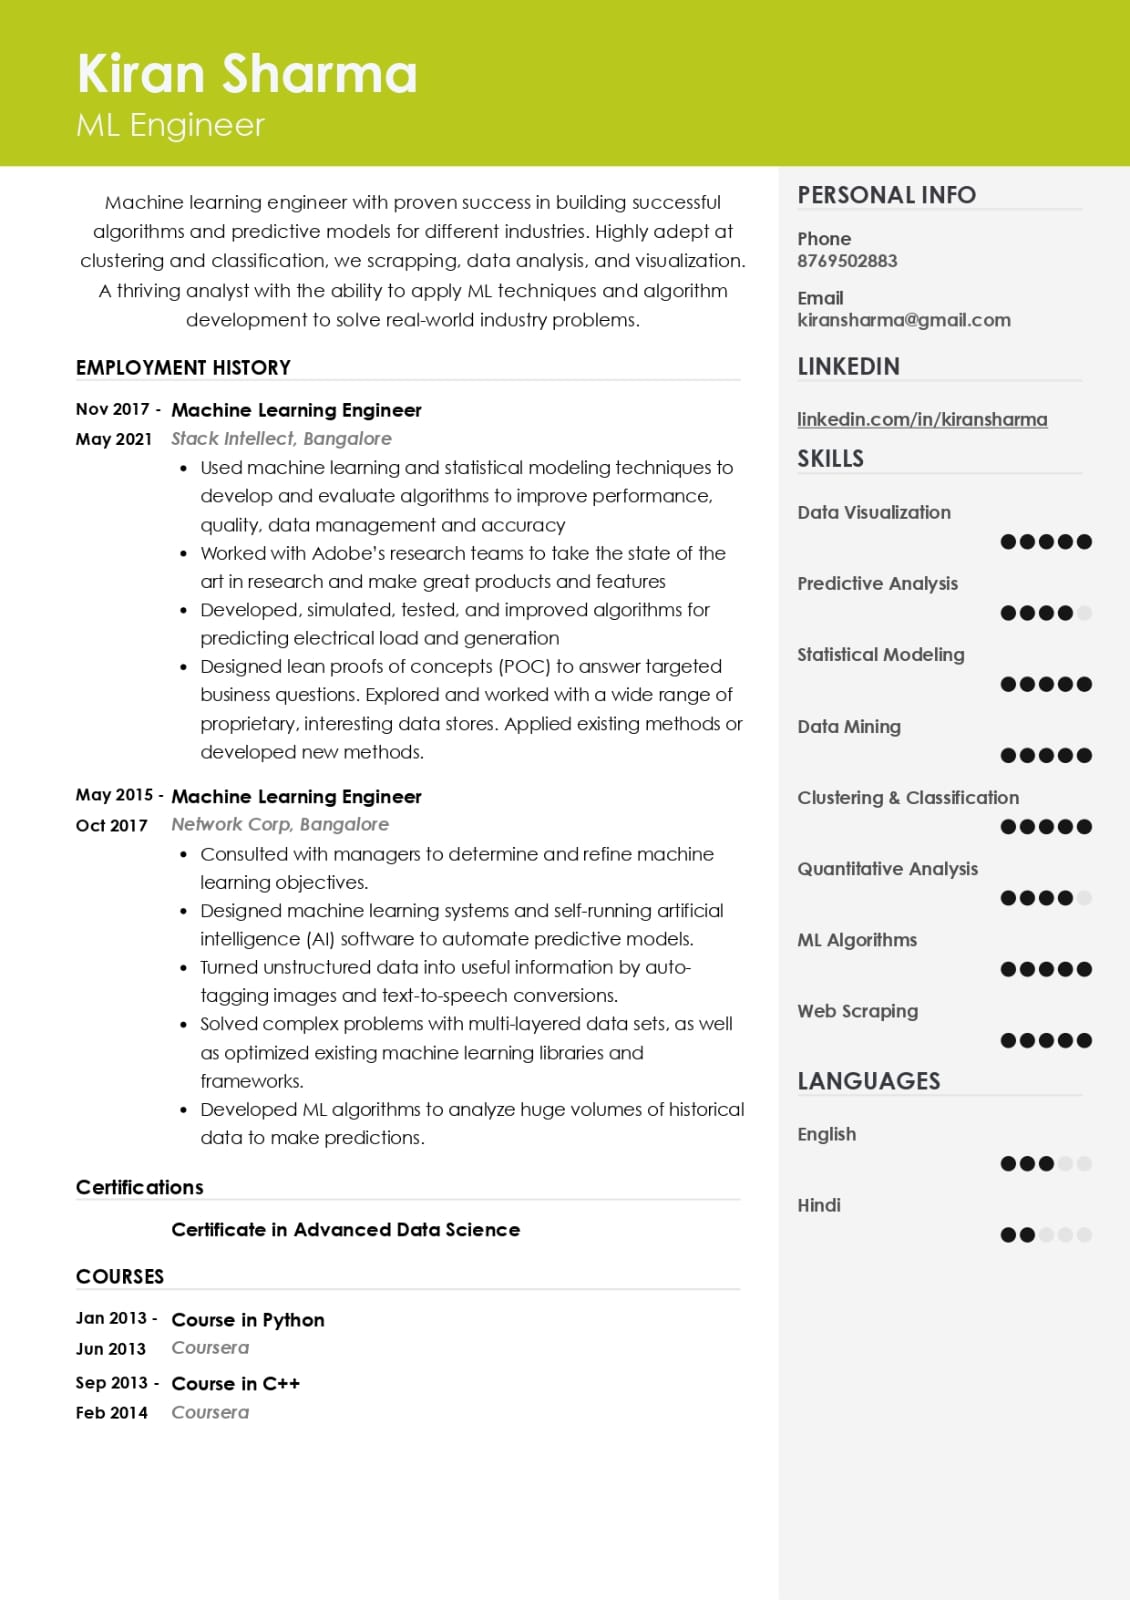 Kiran Sharma
ML Engineer
Machine learning engineer with proven success in building successful
algorithms and predictive models for different industries. Highly adept at
clustering and classification, we scrapping, data analysis, and visualization.
A thriving analyst with the ability to apply ML techniques and algorithm
development to solve real-world industry problems.
EMPLOYMENT HISTORY
Nov 2017 - Machine Learning Engineer
May 2021 Stack Intellect, Bangalore
• Used machine learning and statistical modeling techniques to
develop and evaluate algorithms to improve performance,
quality, data management and accuracy
• Worked with Adobe’s research teams to take the state of the
art in research and make great products and features
• Developed, simulated, tested, and improved algorithms for
predicting electrical load and generation
• Designed lean proofs of concepts (POC) to answer targeted
business questions. Explored and worked with a wide range of
proprietary, interesting data stores. Applied existing methods or
developed new methods.
May 2015 - Machine Learning Engineer
Oct 2017 Network Corp, Bangalore
• Consulted with managers to determine and refine machine
learning objectives.
• Designed machine learning systems and self-running artificial
intelligence (AI) software to automate predictive models.
• Turned unstructured data into useful information by auto-
tagging images and text-to-speech conversions.
• Solved complex problems with multi-layered data sets, as well
as optimized existing machine learning libraries and
frameworks.
• Developed ML algorithms to analyze huge volumes of historical
data to make predictions.
Certifications
Certificate in Advanced Data Science
COURSES
Jan 2013 - Course in Python
Jun 2013 Coursera
Sep 2013 - Course in C++
Feb 2014 Coursera
PERSONAL INFO
Phone
8769502883
Email
kiransharma@gmail.com
LINKEDIN
linkedin.com/in/kiransharma
SKILLS
Data Visualization
Predictive Analysis
Statistical Modeling
Data Mining
Clustering & Classification
Quantitative Analysis
ML Algorithms
Web Scraping
LANGUAGES
English
Hindi